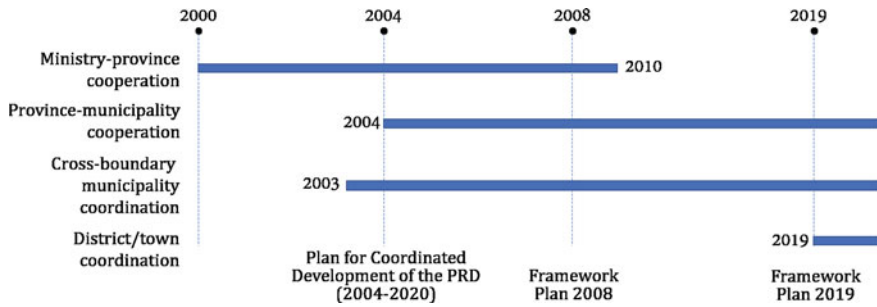 2000 2004 2008 2019
Ministry-province
cooperation
2010
Province-municipality
cooperation
2004
Cross-boundary
municipality
coordination
2003
District/town
coordination
2019
Plan for Coordinated
Development of the PRD
(2004-2020)
Framework
Plan 2008
Framework
Plan 2019